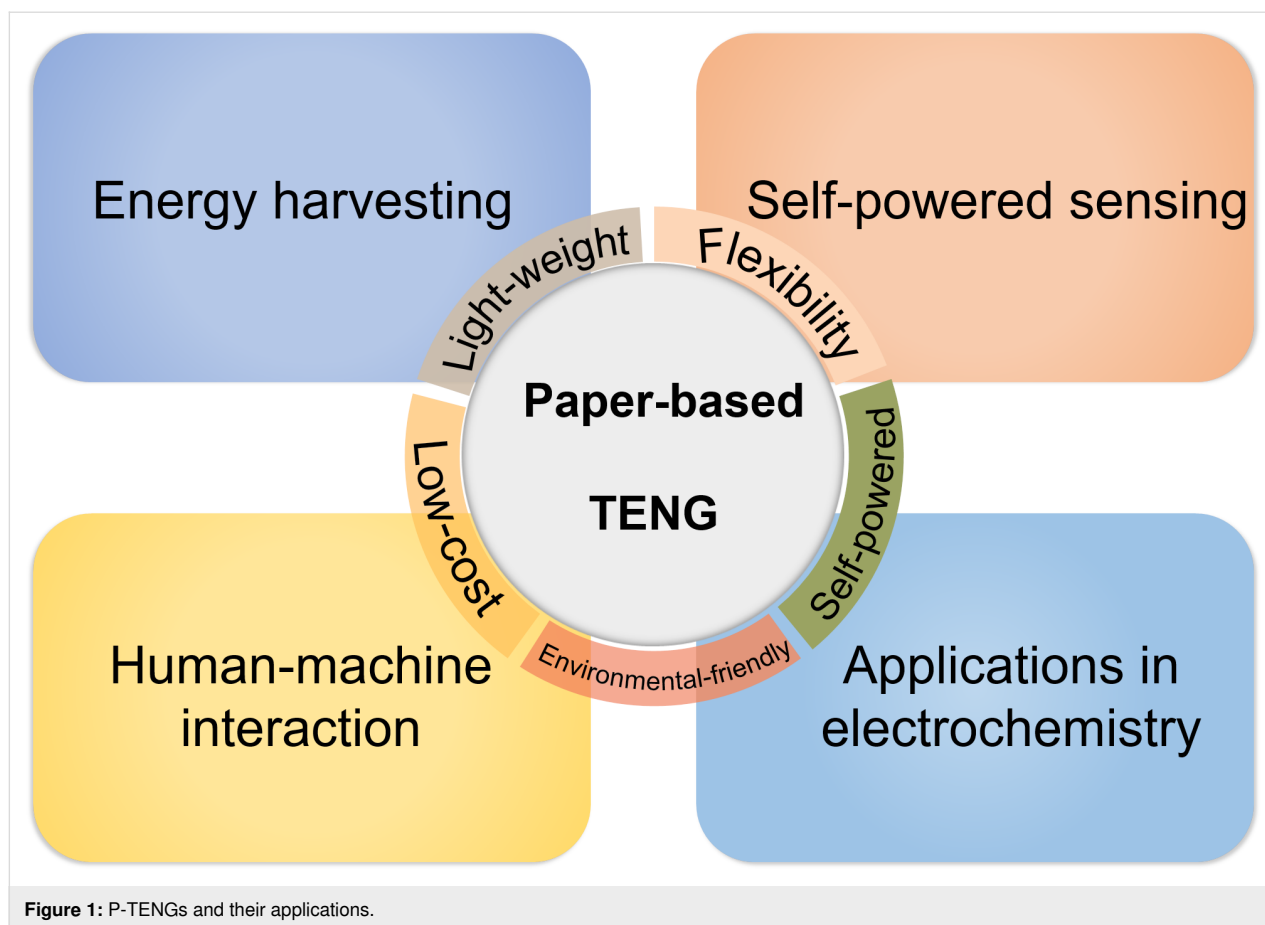 Energy harvesting
Self-powered sensing
Light-weight
Flexibility
Paper-based
TENG
Low-cost
Self-powered
Environmental-friendly
Human-machine
interaction
Applications in
electrochemistry
Figure 1: P-TENGs and their applications.